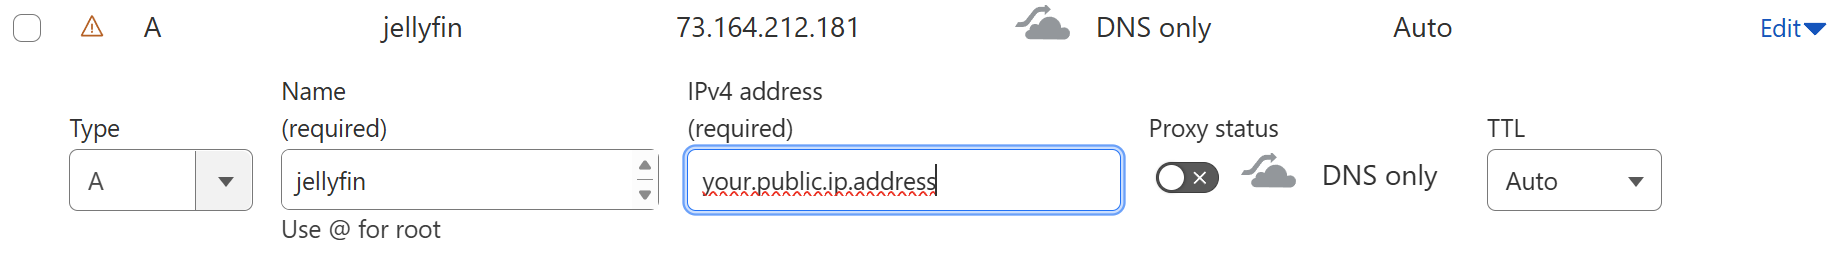 A jellyfin 73.164.212.181 DNS only Auto Edit
Name IPv4 address
Type (required) (required) Proxy status TTL
A jellyfin your.public.ip.address DNS only Auto
Use @ for root